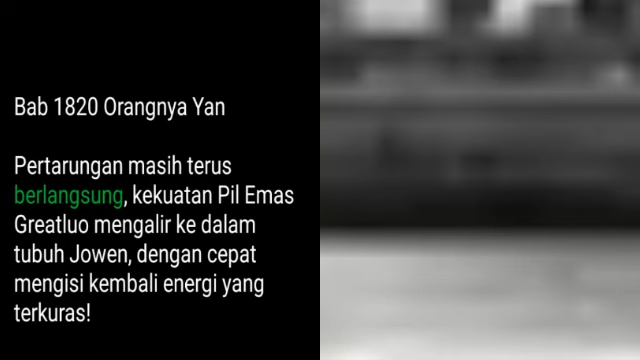 Bab 1820 Orangnya Yan
Pertarungan masih terus
berlangsung, kekuatan Pil Emas
Greatluo mengalir ke dalam
tubuh Jowen, dengan cepat
mengisi kembali energi yang
terkuras!